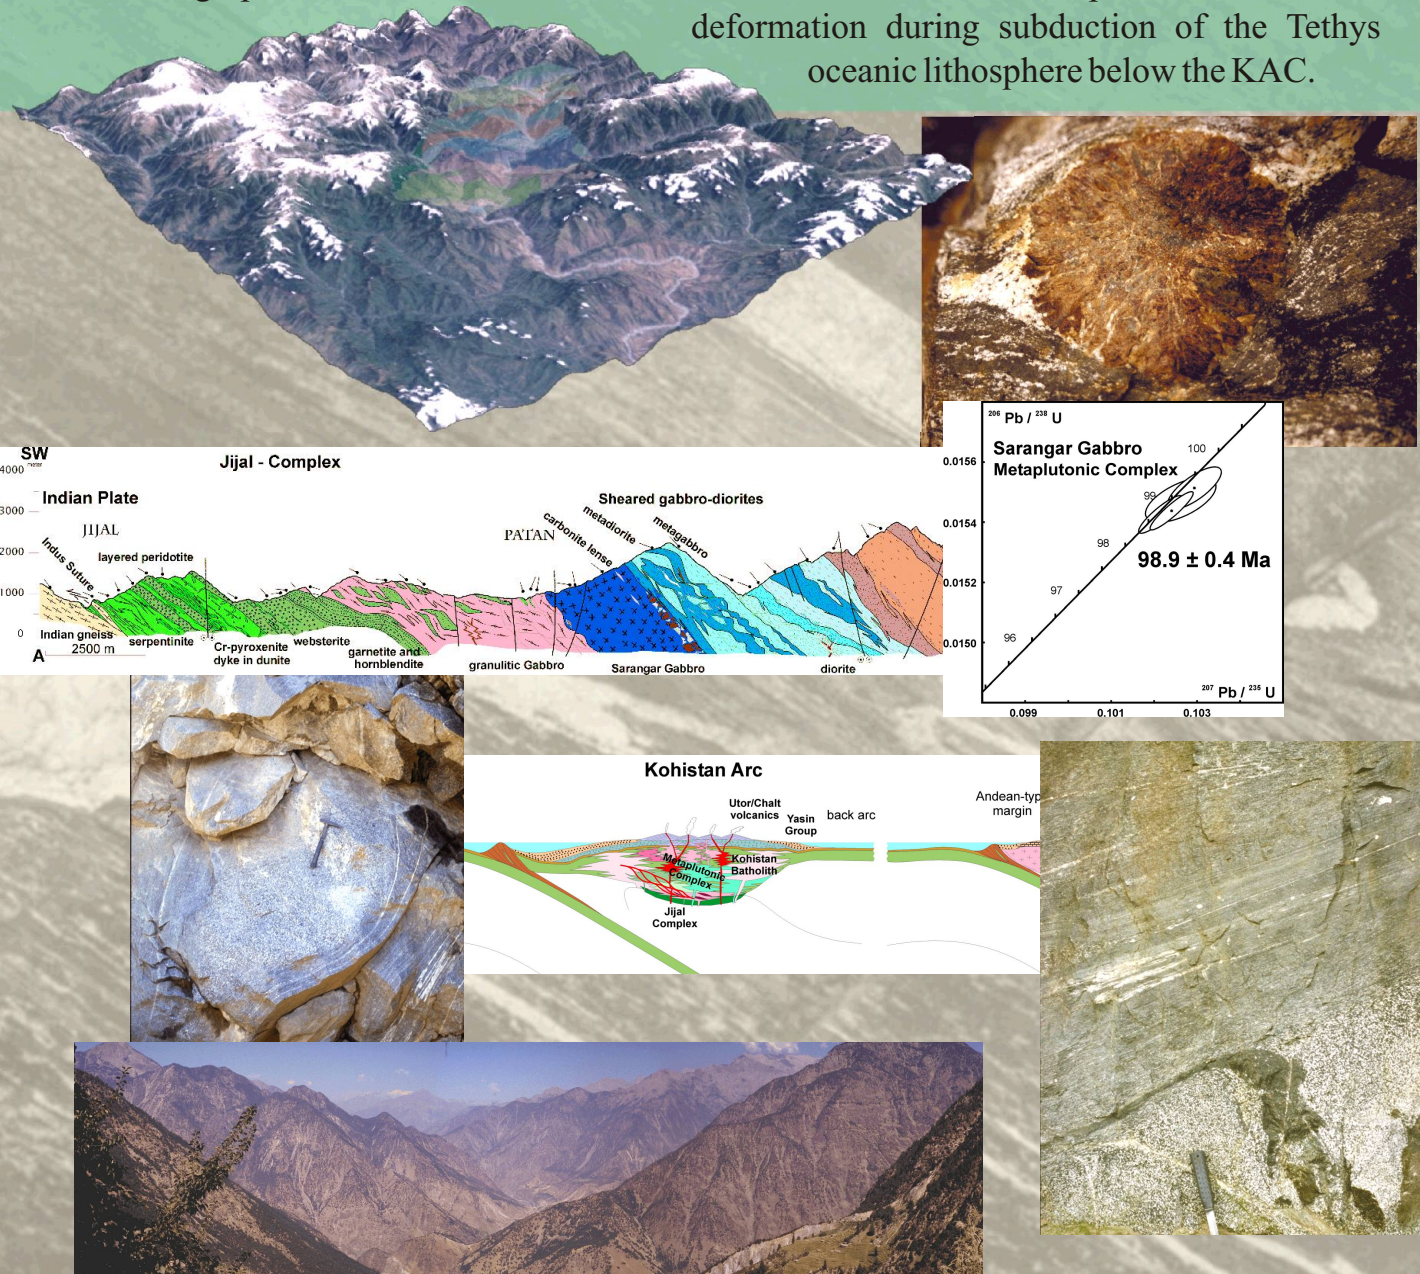 deformation during subduction of the Tethys
oceanic lithosphere below the KAC.
SW
meter
4000
3000
2000
1000
0
Jijal - Complex
Indian Plate
JIJAL
Indus Suture
layered peridotite
Indian gneiss
2500 m
A
serpentinite
Cr-pyroxenite
dyke in dunite
websterite
garnetite and
hornblendite
granulitic Gabbro
PATAN
carbonite lense
Sheared gabbro-diorites
metadiorite
metagabbro
Sarangar Gabbro
diorite
206 Pb / 238 U
Sarangar Gabbro
Metaplutonic Complex
0.0156
0.0154
0.0152
0.0150
100
99
98
97
96
98.9 ± 0.4 Ma
207 Pb / 235 U
0.099
0.101
0.103
Kohistan Arc
Utor/Chalt
volcanics
Yasin
Group
back arc
Andean-typ
margin
Metaplutonic
Complex
Kohistan
Batholith
Jijal
Complex